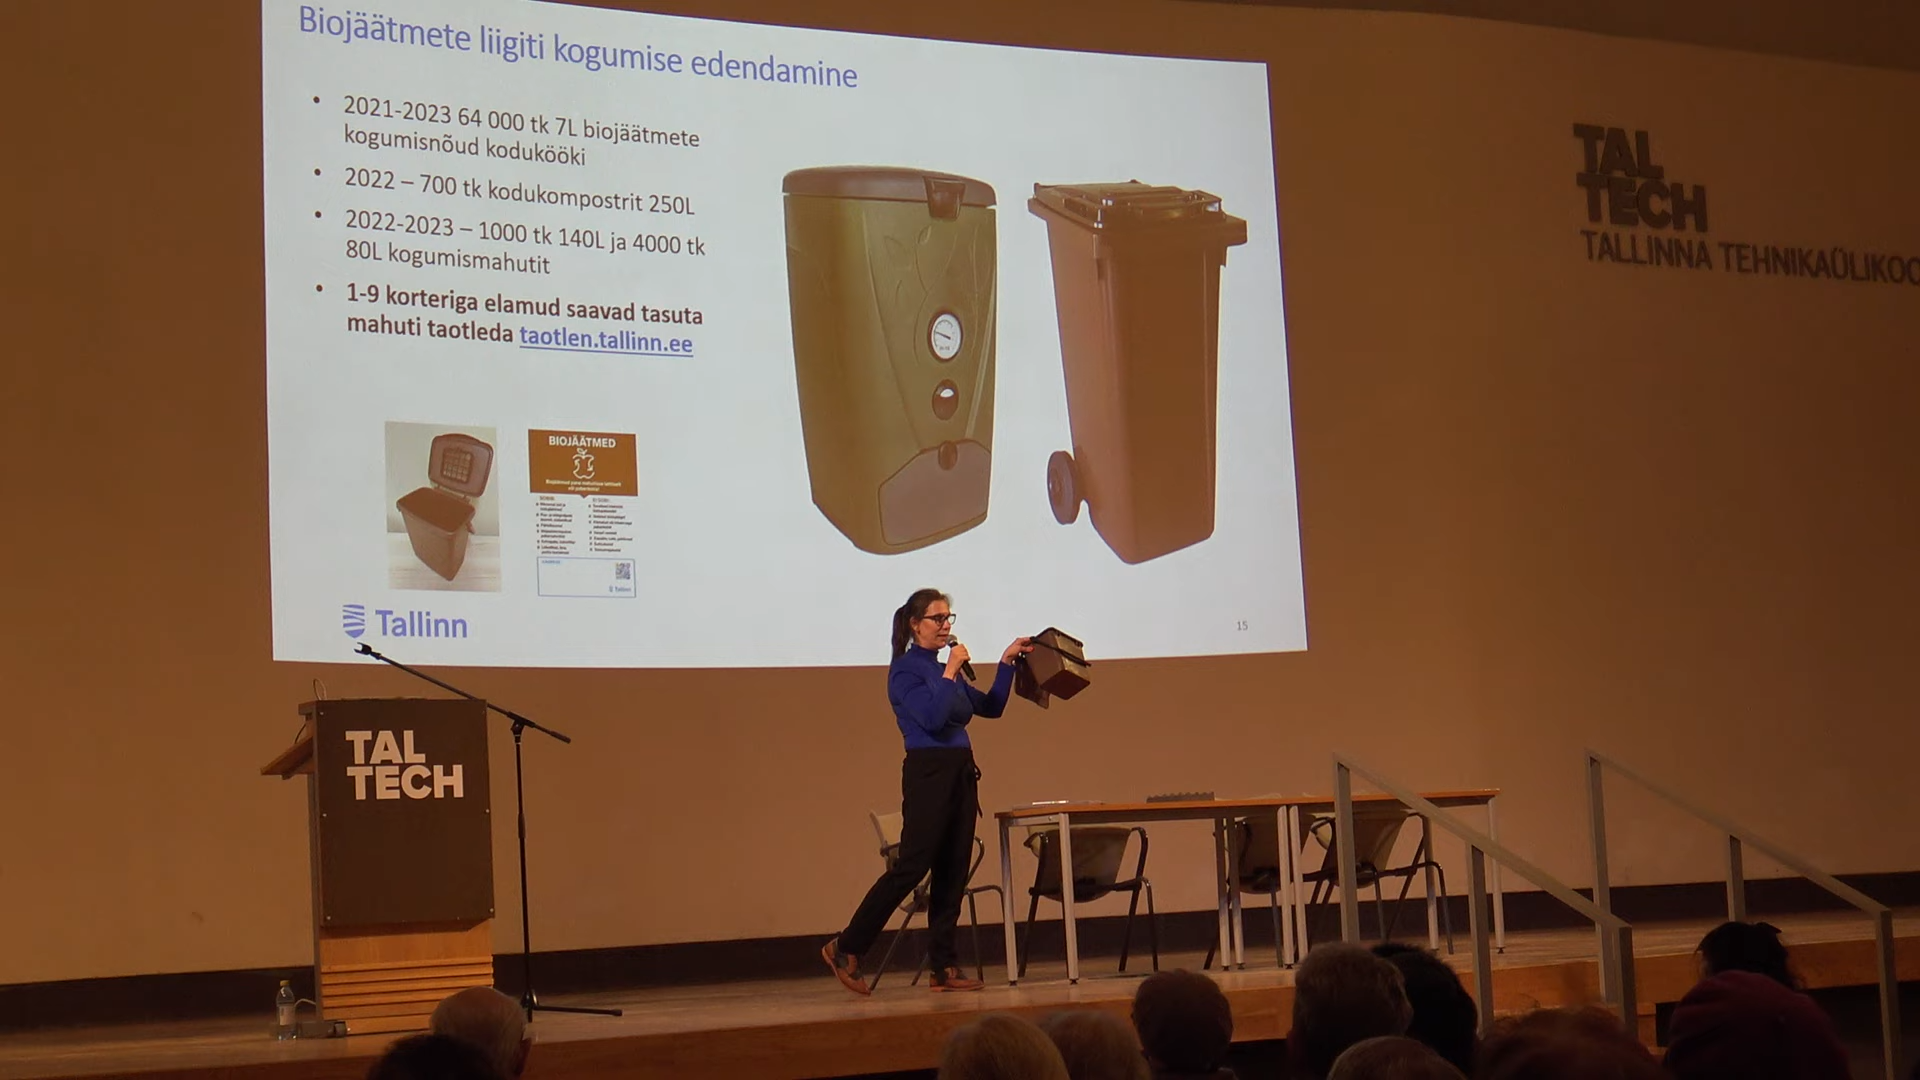 Biojäätmete liigiti kogumise edendamine
• 2021-2023 64 000 tk 7L biojäätmete
kogumisnõud kodukööki
• 2022 – 700 tk kodukompostrit 250L
• 2022-2023 – 1000 tk 140L ja 4000 tk
80L kogumismahutit
• 1-9 korteriga elamud saavad tasuta
mahuti taotleda taotlen.tallinn.ee
BIOJÄÄTMED
Tallinn
Tallinn
15
TAL
TECH
TALLINNA TEHNIKAÜLIKOO
TAL
TECH